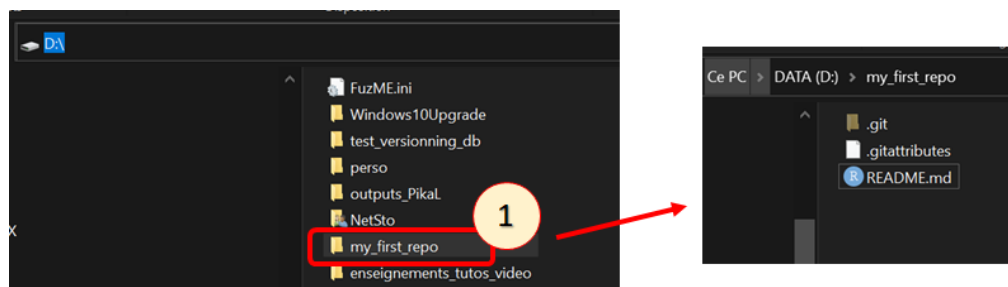 D:\
FuzME.ini
Windows10Upgrade
test_versionning_db
perso
outputs_PikaL
NetSto
my_first_repo
enseignements_tutos_video
X
1
Ce PC > DATA (D:) > my_first_repo
.git
.gitattributes
R README.md